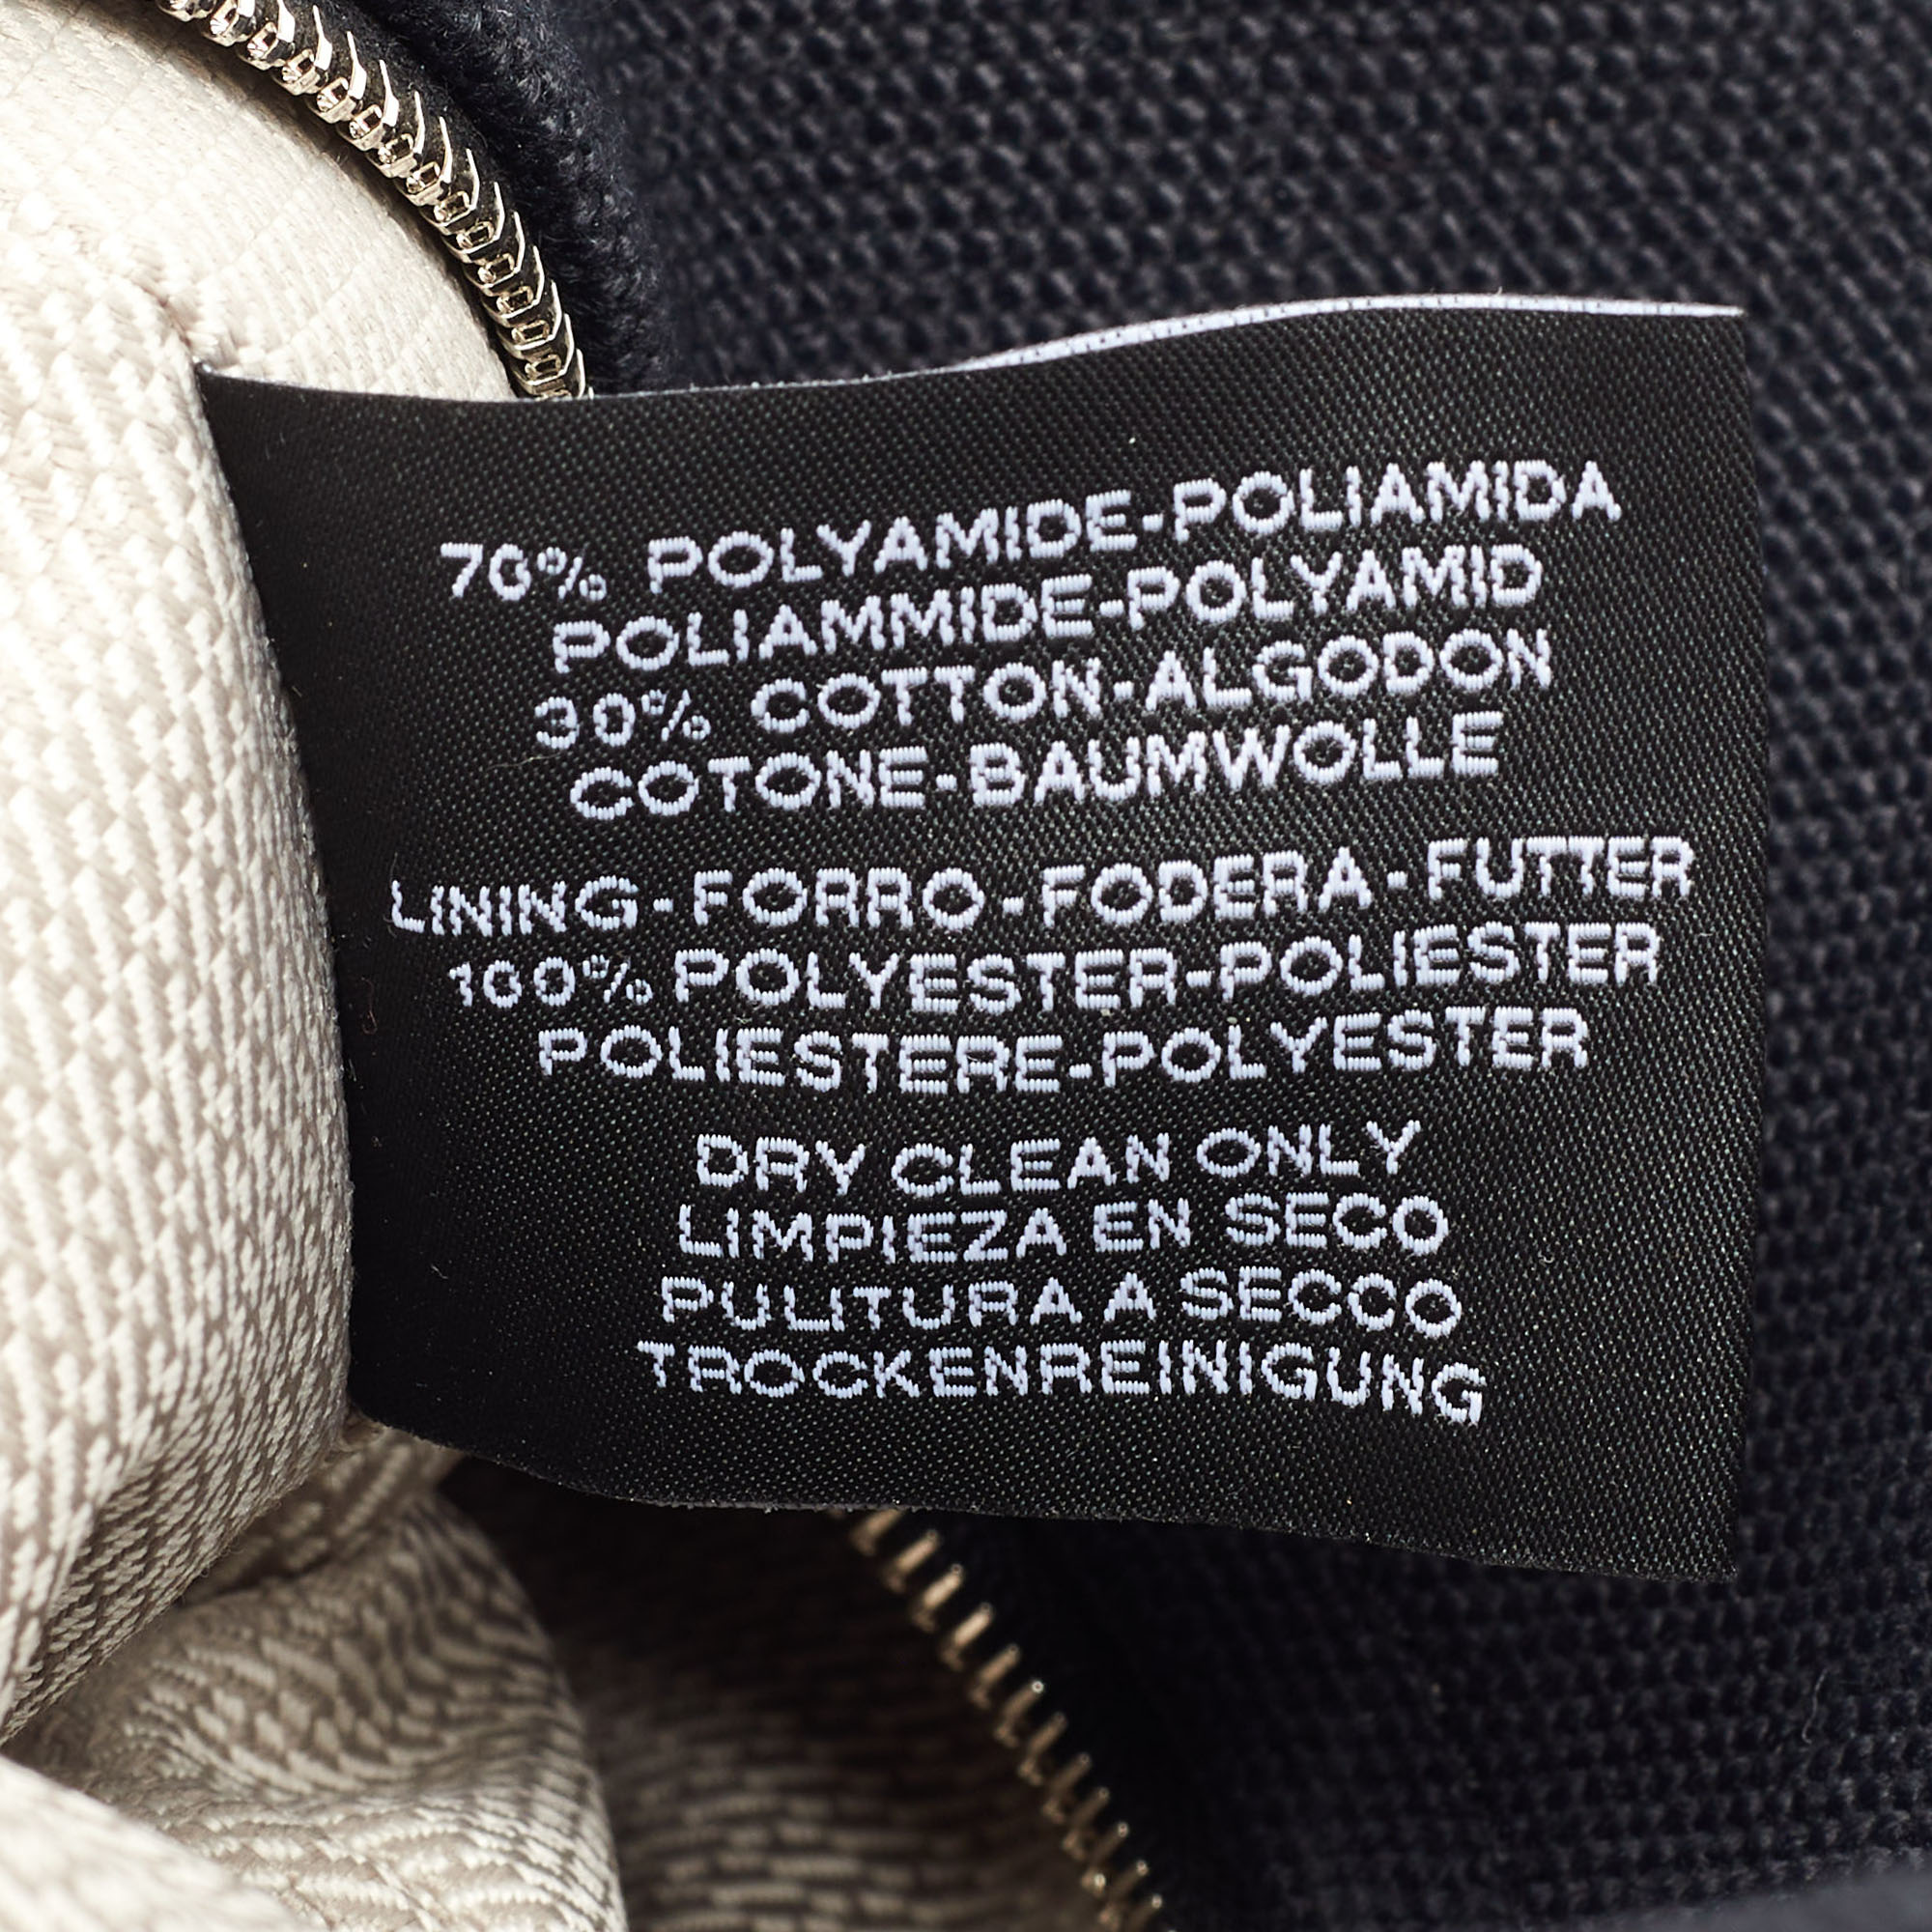 70% POLYAMIDE-POLIAMIDA
POLIAMMIDE-POLYAMID
30% COTTON-ALGODON
COTONE-BAUMWOLLE
LINING-FORRO-FODERA-FUTTER
100% POLYESTER-POLIESTER
POLIESTERE-POLYESTER
DRY CLEAN ONLY
LIMPIEZA EN SECO
PULITURA A SECCO
TROCKENREINIGUNG